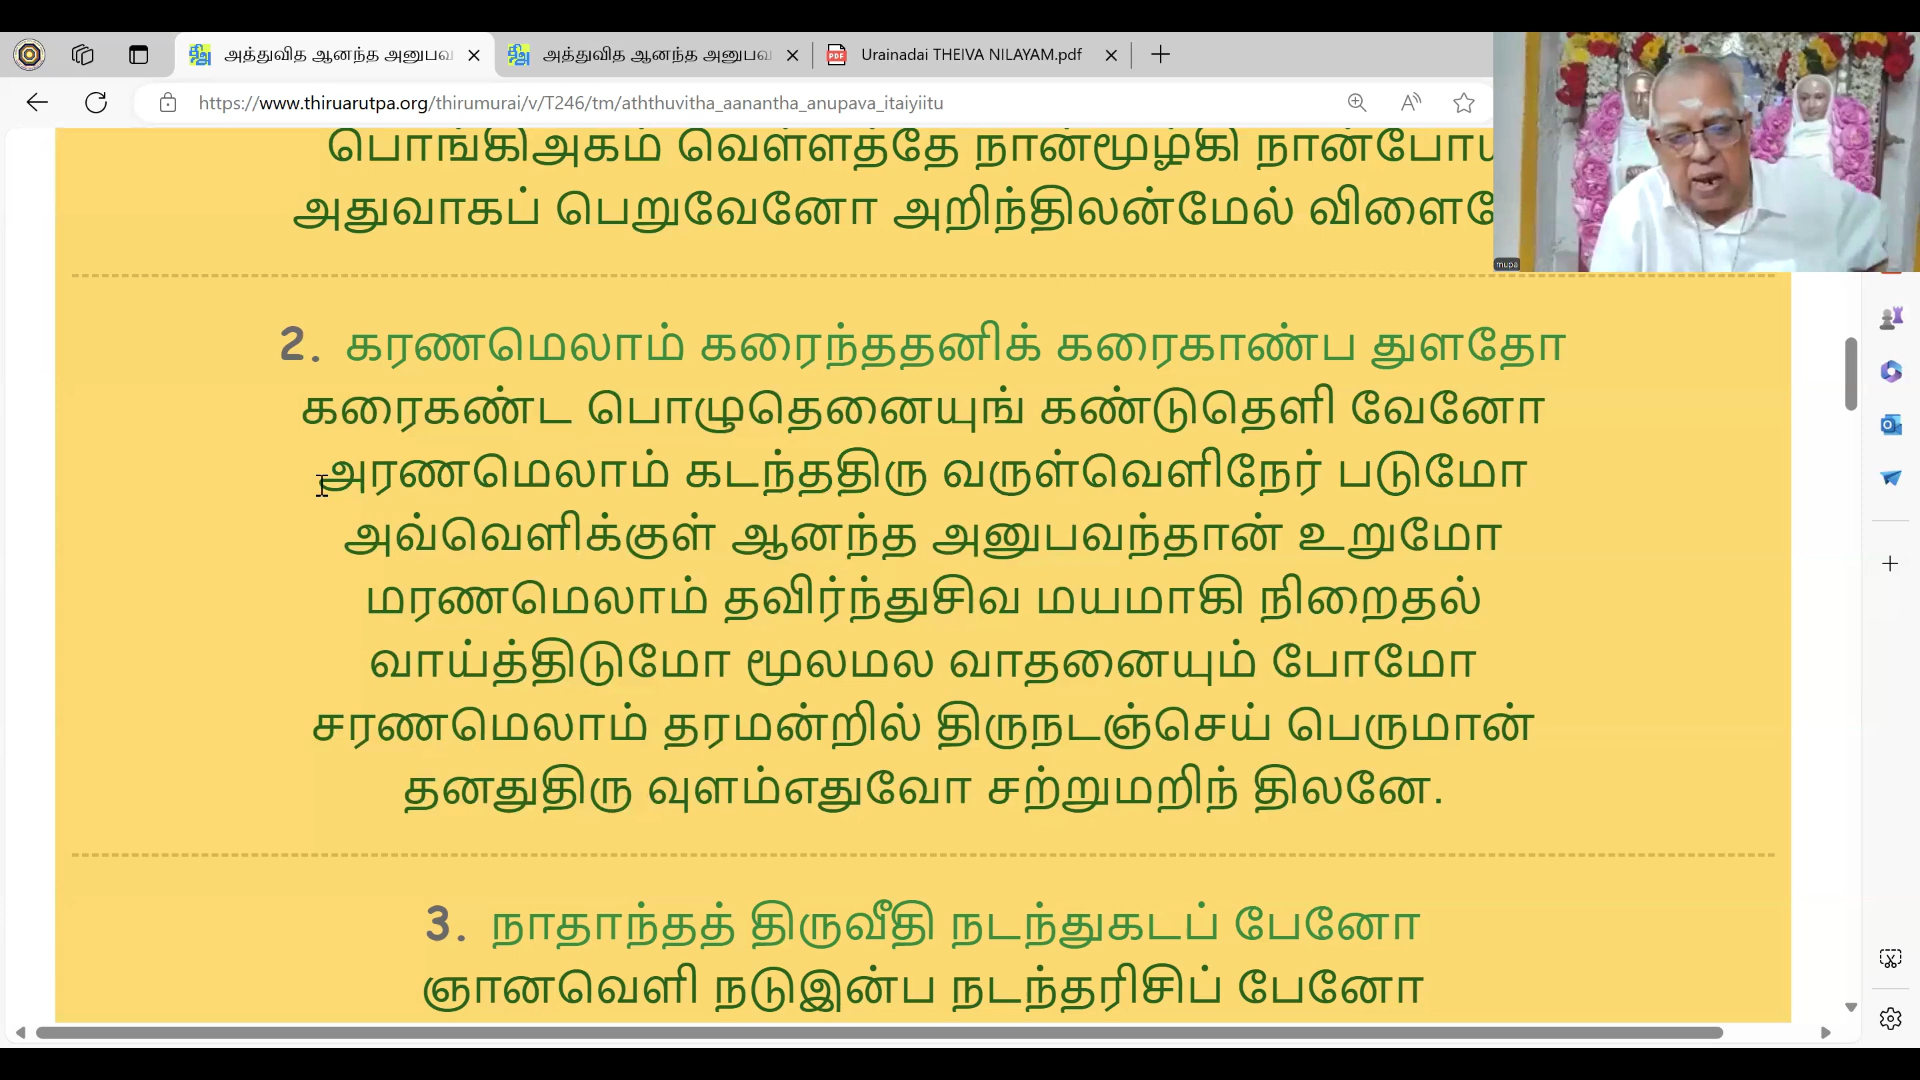 அத்துவித ஆனந்த அனுபவ
அத்துவித ஆனந்த அனுபவ
Urainadai THEIVA NILAYAM.pdf
https://www.thiruarutpa.org/thirumurai/v/T246/tm/aththuvitha_aanantha_anupava_itaiyiitu
பொங்கிஅகம் வெள்ளத்தே நான்மூழ்கி
அதுவாகப் பெறுவேனோ அறிந்திலன்மேல்
mupa
2. கரணமெலாம் கரைந்ததனிக் கரைகாண்ப துளதோ
கரைகண்ட பொழுதெனையுங் கண்டுதெளி வேனோ
அரணமெலாம் கடந்ததிரு வருள்வெளிநேர் படுமோ
அவ்வெளிக்குள் ஆனந்த அனுபவந்தான் உறுமோ
மரணமெலாம் தவிர்ந்துசிவ மயமாகி நிறைதல்
வாய்த்திடுமோ மூலமல வாதனையும் போமோ
சரணமெலாம் தரமன்றில் திருநடஞ்செய் பெருமான்
தனதுதிரு வுளம்எதுவோ சற்றுமறிந் திலனே.
3. நாதாந்தத் திருவீதி நடந்துகடப் பேனோ
ஞானவெளி நடுஇன்ப நடந்தரிசிப் பேனோ